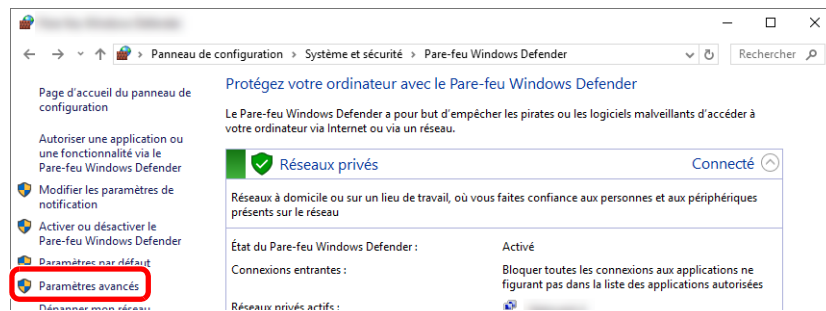 Panneau de configuration > Système et sécurité > Pare-feu Windows Defender
Rechercher
Page d'accueil du panneau de
configuration
Autoriser une application ou
une fonctionnalité via le
Pare-feu Windows Defender
Modifier les paramètres de
notification
Activer ou désactiver le
Pare-feu Windows Defender
Paramètres par défaut
Paramètres avancés
Dépanner mon réseau
Protégez votre ordinateur avec le Pare-feu Windows Defender
Le Pare-feu Windows Defender a pour but d'empêcher les pirates ou les logiciels malveillants d'accéder à
votre ordinateur via Internet ou via un réseau.
Réseaux privés
Connecté
Réseaux à domicile ou sur un lieu de travail, où vous faites confiance aux personnes et aux périphériques
présents sur le réseau
État du Pare-feu Windows Defender :
Activé
Connexions entrantes :
Bloquer toutes les connexions aux applications ne
figurant pas dans la liste des applications autorisées
Réseaux privés actifs :